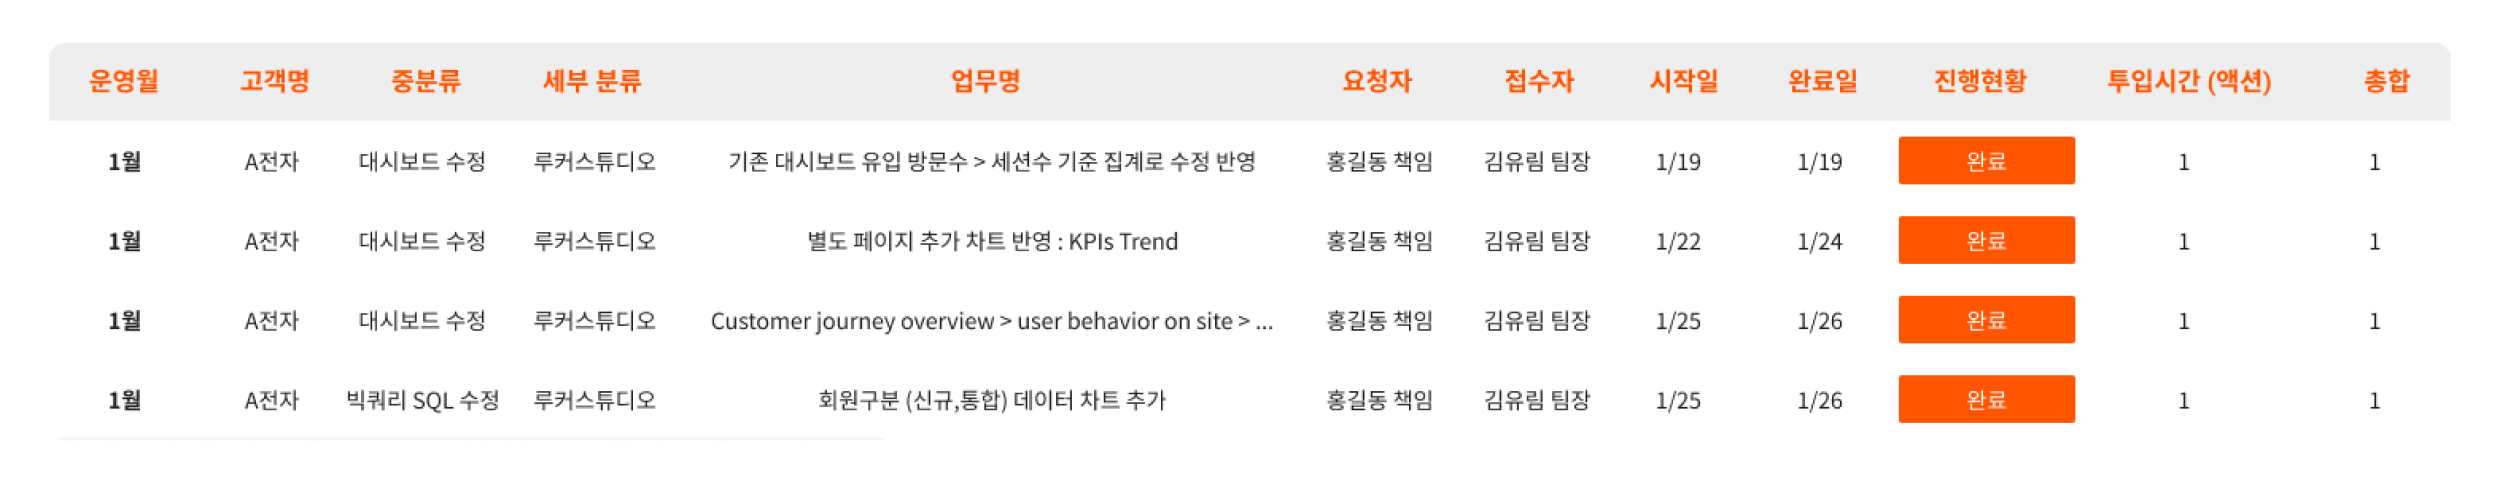 운영월 고객명 중분류 세부 분류 업무명 요청자 접수자 시작일 완료일 진행현황 투입시간 (액션) 총합
1월 A전자 대시보드 수정 루커스튜디오 기존 대시보드 유입 방문수 > 세션수 기준 집계로 수정 반영 홍길동 책임 김유림 팀장 1/19 1/19 완료 1 1
1월 A전자 대시보드 수정 루커스튜디오 별도 페이지 추가 차트 반영 : KPIs Trend 홍길동 책임 김유림 팀장 1/22 1/24 완료 1 1
1월 A전자 대시보드 수정 루커스튜디오 Customer journey overview > user behavior on site > ... 홍길동 책임 김유림 팀장 1/25 1/26 완료 1 1
1월 A전자 빅쿼리 SQL 수정 루커스튜디오 회원구분 (신규,통합) 데이터 차트 추가 홍길동 책임 김유림 팀장 1/25 1/26 완료 1 1